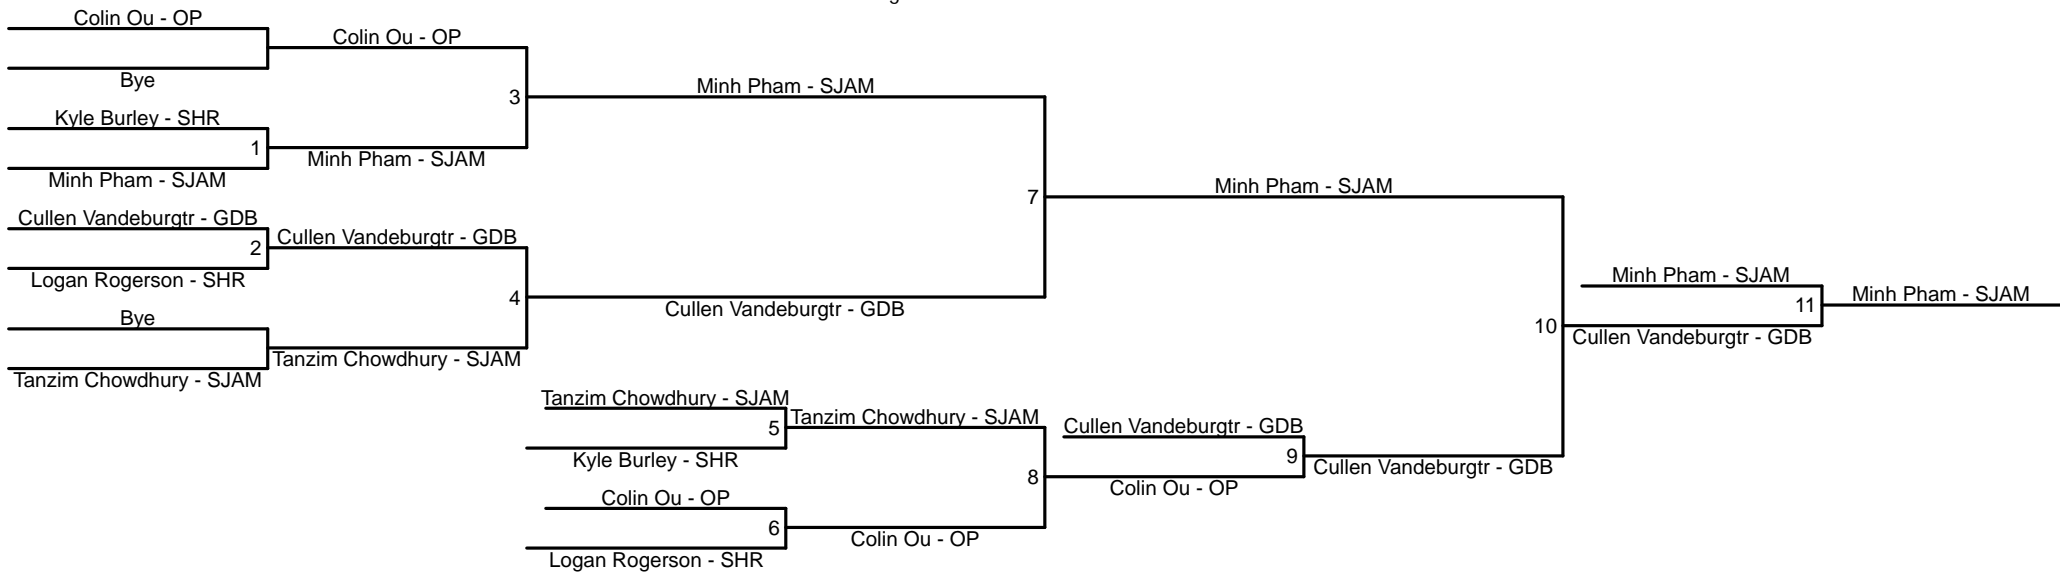 Colin Ou - OP
Bye
Kyle Burley - SHR
1
Minh Pham - SJAM
Cullen Vandeburgtr - GDB
2
Logan Rogerson - SHR
Bye
Tanzim Chowdhury - SJAM
Colin Ou - OP
3
Minh Pham - SJAM
Cullen Vandeburgtr - GDB
4
Tanzim Chowdhury - SJAM
Minh Pham - SJAM
7
Cullen Vandeburgtr - GDB
Tanzim Chowdhury - SJAM
5
Kyle Burley - SHR
Colin Ou - OP
6
Logan Rogerson - SHR
Tanzim Chowdhury - SJAM
8
Colin Ou - OP
Cullen Vandeburgtr - GDB
9
Colin Ou - OP
Minh Pham - SJAM
10
Cullen Vandeburgtr - GDB
Minh Pham - SJAM
11
Cullen Vandeburgtr - GDB
Minh Pham - SJAM